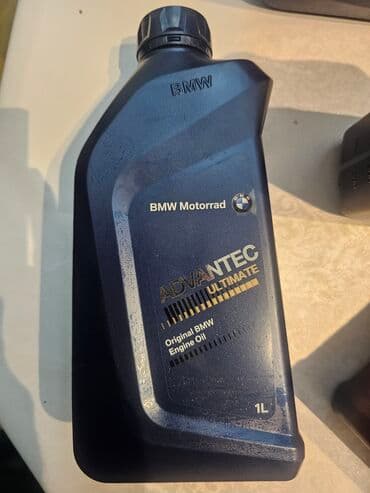 BMW
BMW Motorrad
ADVANTEC
ULTIMATE
Original BMW
Engine Oil
1L